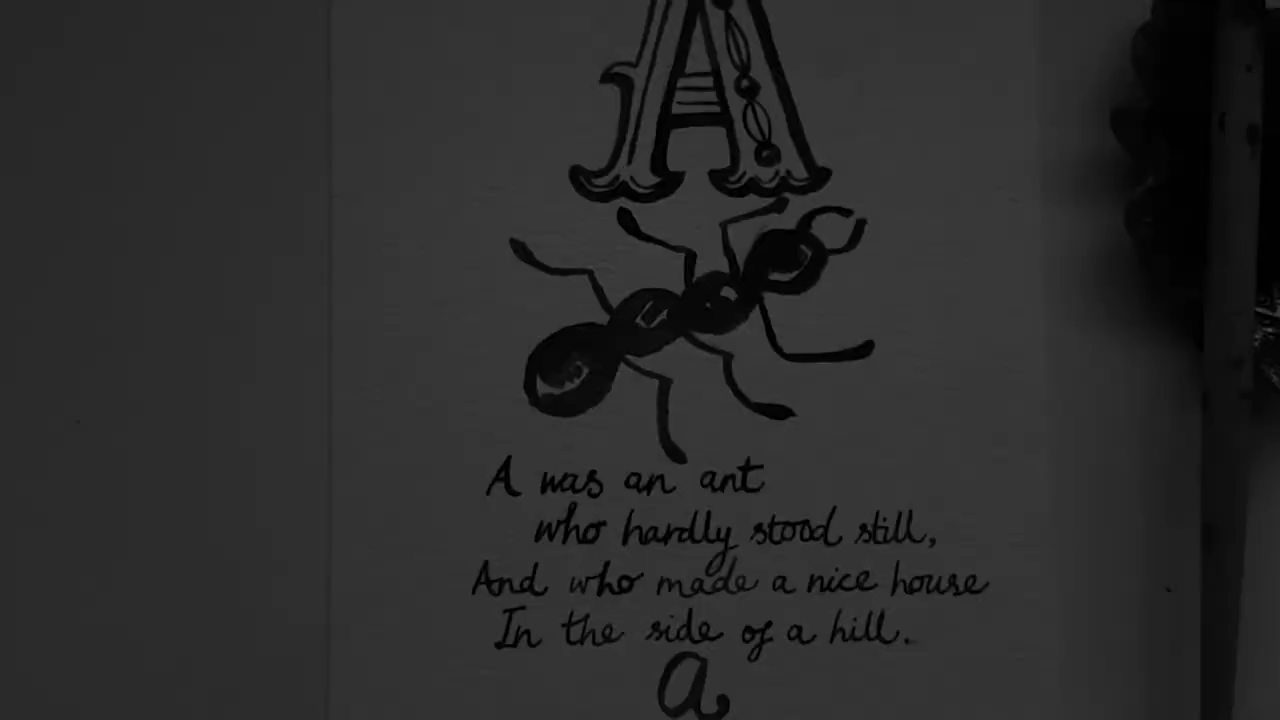 A
A was an ant
who hardly stood still,
And who made a nice house
In the side of a hill.
a